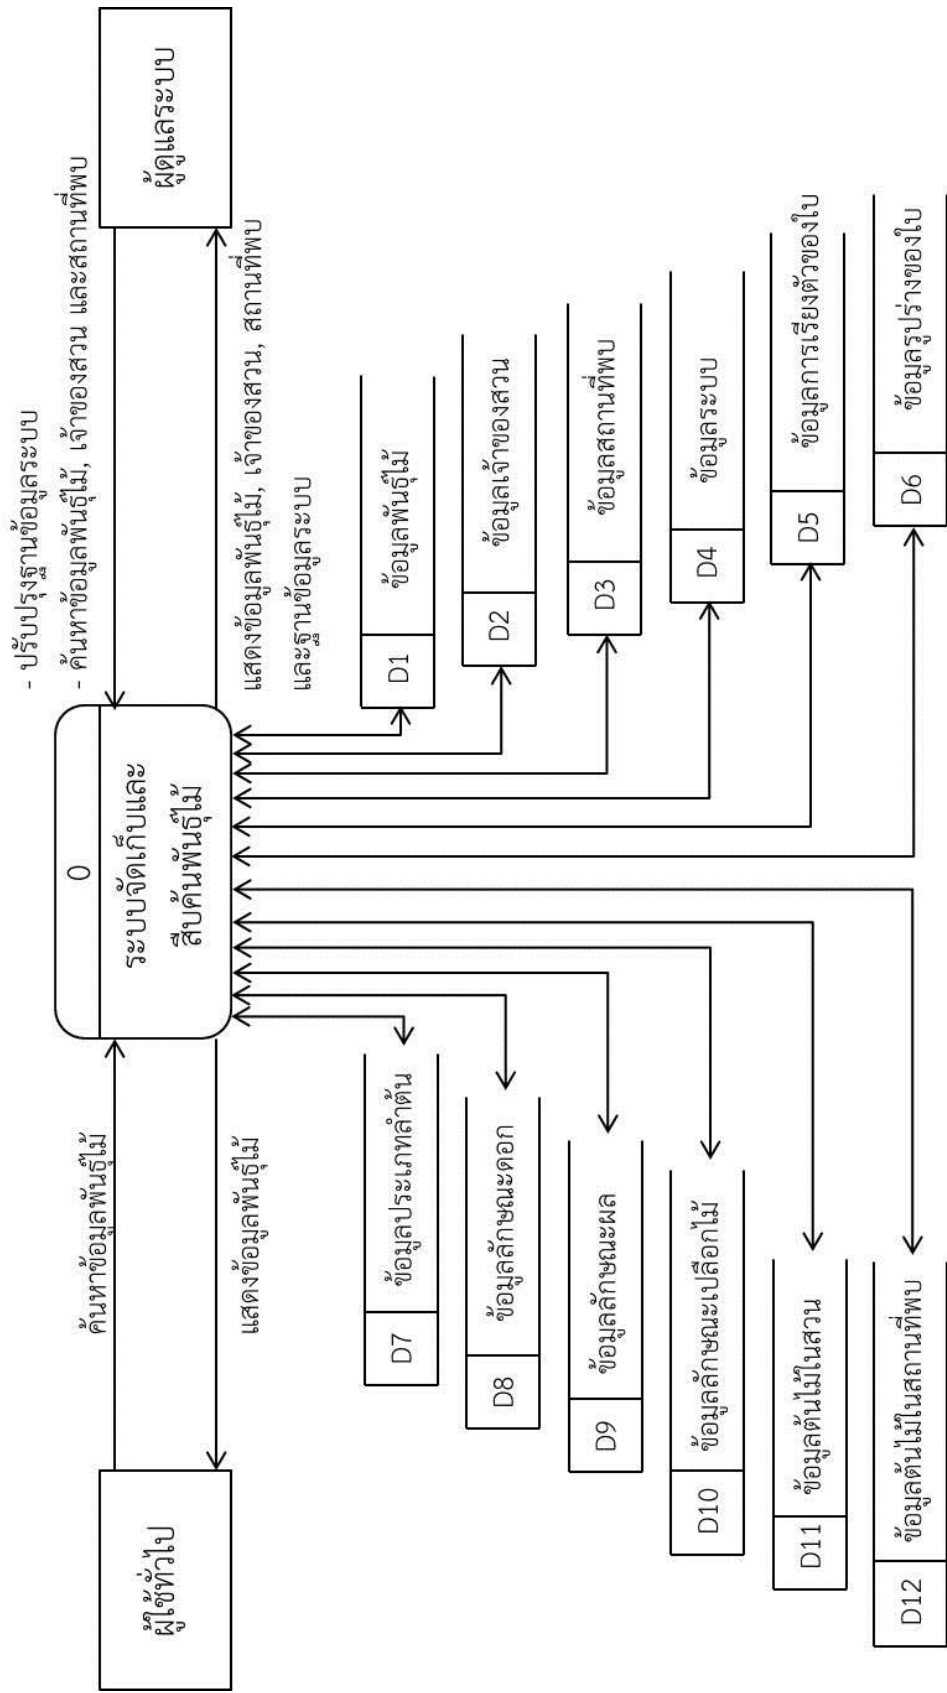 - ปรับปรุงฐานข้อมูลระบบ
- ค้นหาข้อมูลพันธุ์ไม้, เจ้าของสวน และสถานที่พบ
ค้นหาข้อมูลพันธุ์ไม้
ผู้ใช้ทั่วไป
0
ระบบจัดเก็บและ
สืบค้นพันธุ์ไม้
ผู้ดูแลระบบ
แสดงข้อมูลพันธุ์ไม้
แสดงข้อมูลพันธุ์ไม้, เจ้าของสวน, สถานที่พบ
และฐานข้อมูลระบบ
D7 ข้อมูลประเภทลำต้น
D1 ข้อมูลพันธุ์ไม้
D8 ข้อมูลลักษณะดอก
D2 ข้อมูลเจ้าของสวน
D9 ข้อมูลลักษณะผล
D3 ข้อมูลสถานที่พบ
D10 ข้อมูลลักษณะเปลือกไม้
D4 ข้อมูลระบบ
D11 ข้อมูลต้นไม้ในสวน
D5 ข้อมูลการเรียงตัวของใบ
D12 ข้อมูลต้นไม้ในสถานที่พบ
D6 ข้อมูลรูปร่างของใบ